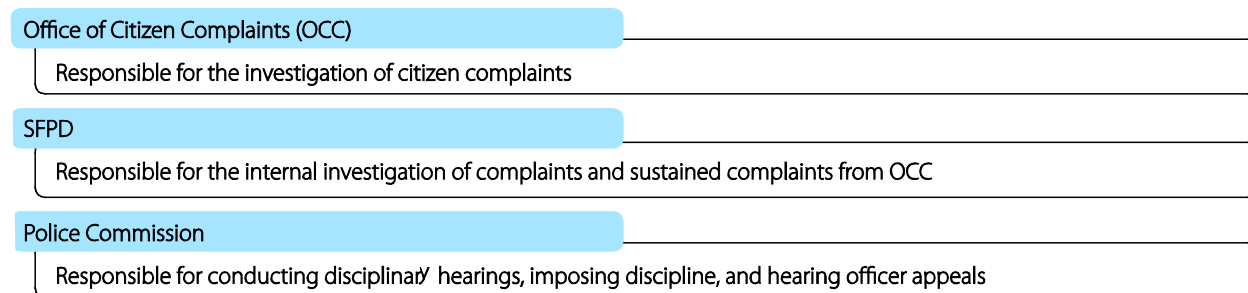 Office of Citizen Complaints (OCC)
Responsible for the investigation of citizen complaints
SFPD
Responsible for the internal investigation of complaints and sustained complaints from OCC
Police Commission
Responsible for conducting disciplinary hearings, imposing discipline, and hearing officer appeals